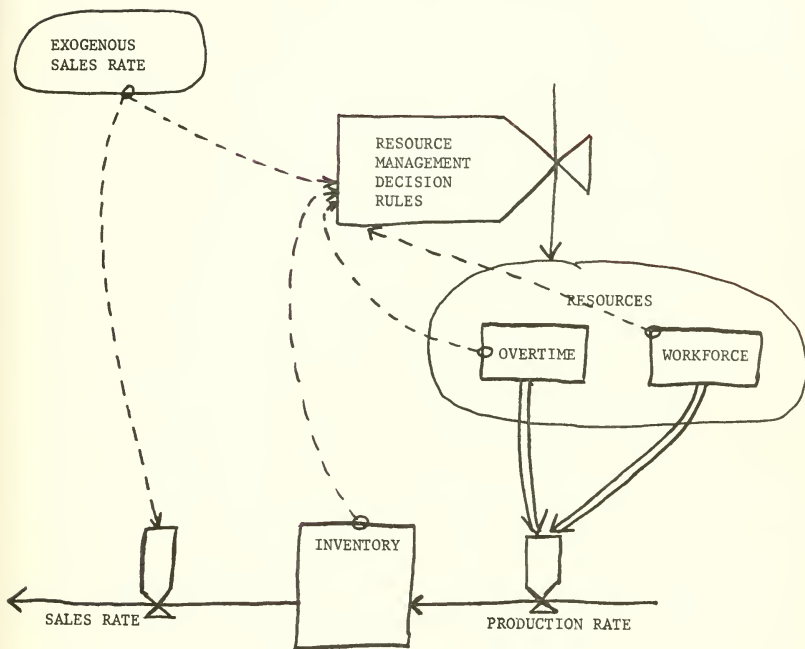 EXOGENOUS
SALES RATE
RESOURCE
MANAGEMENT
DECISION
RULES
RESOURCES
OVERTIME
WORKFORCE
INVENTORY
SALES RATE
PRODUCTION RATE